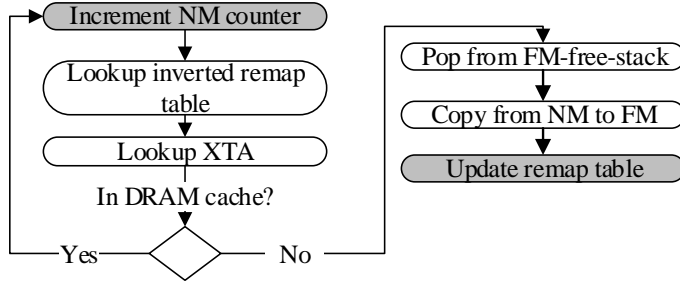 Increment NM counter
Lookup inverted remap
table
Lookup XTA
In DRAM cache?
Yes
No
Pop from FM-free-stack
Copy from NM to FM
Update remap table